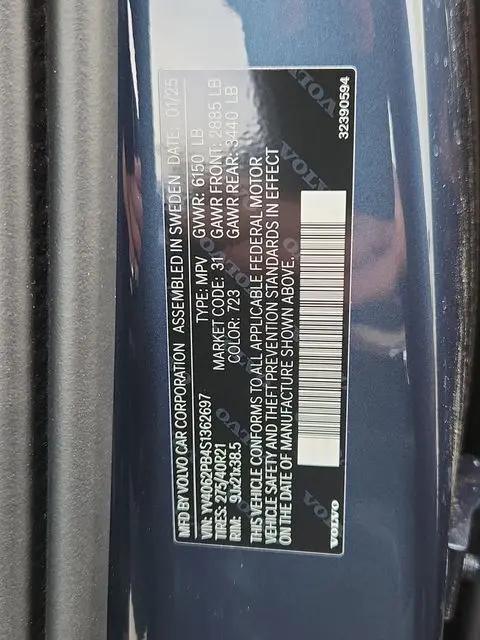 MFD BY VOLVO CAR CORPORATION ASSEMBLED IN SWEDEN DATE: 01/25
VIN: YV4062PB4S1362697 TYPE: MPV GVWR: 6150 LB
TIRES: 275/40R21 MARKET CODE: 31 GAWR FRONT: 2885 LB
RIM: 9Jx21x38.5 COLOR: 723 GAWR REAR: 3440 LB
THIS VEHICLE CONFORMS TO ALL APPLICABLE FEDERAL MOTOR
VEHICLE SAFETY AND THEFT PREVENTION STANDARDS IN EFFECT
ON THE DATE OF MANUFACTURE SHOWN ABOVE.
VOLVO 32390594